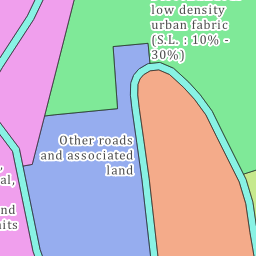 low density
urban fabric
(S.L. : 10% -
30%)
Other roads
and associated
land
al,
nd
its